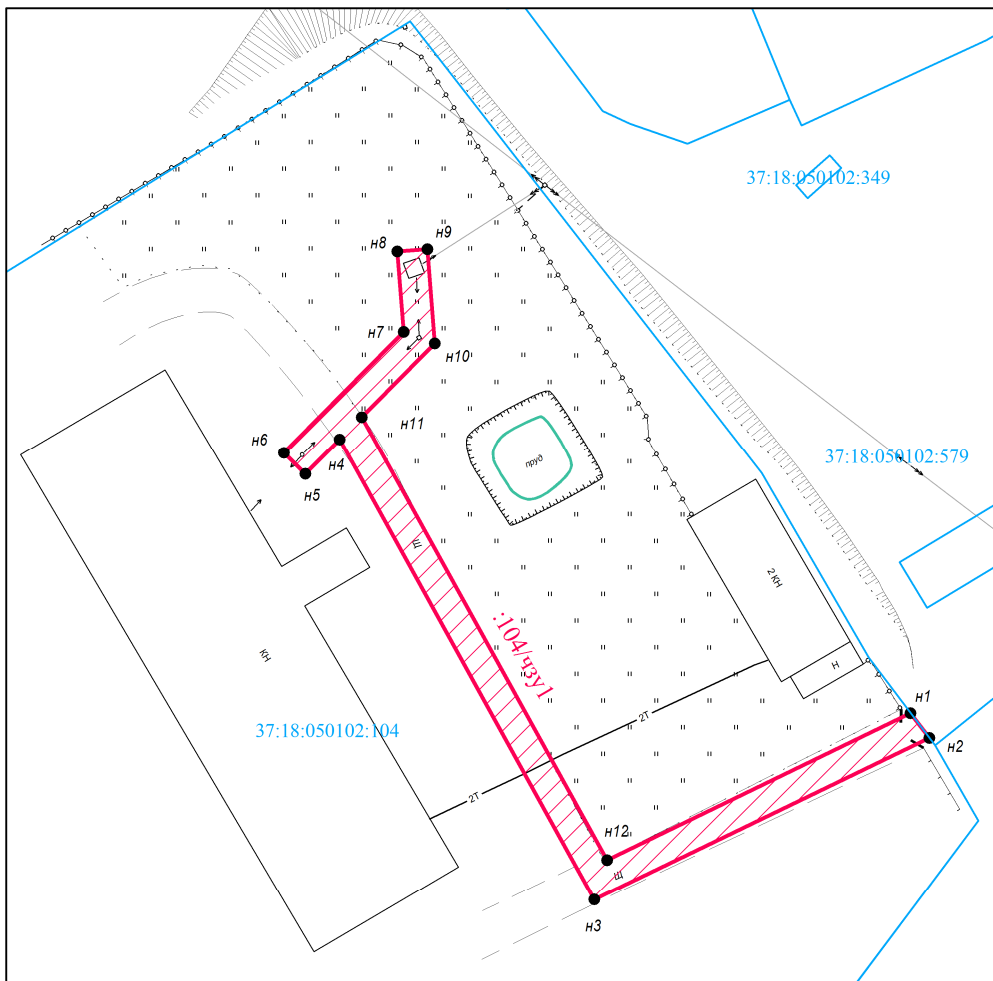 37:18:050102:349
н8
н9
н7
н10
н11
н6
н4
37:18:050102:579
пруд
н5
Щ
2 КН
:104/чзу1
КН
Н
н1
2Т
37:18:050102:104
н2
2Т
н12
Щ
н3